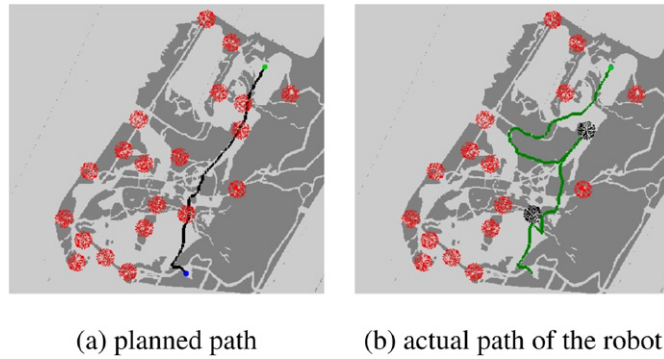 (a) planned path
(b) actual path of the robot